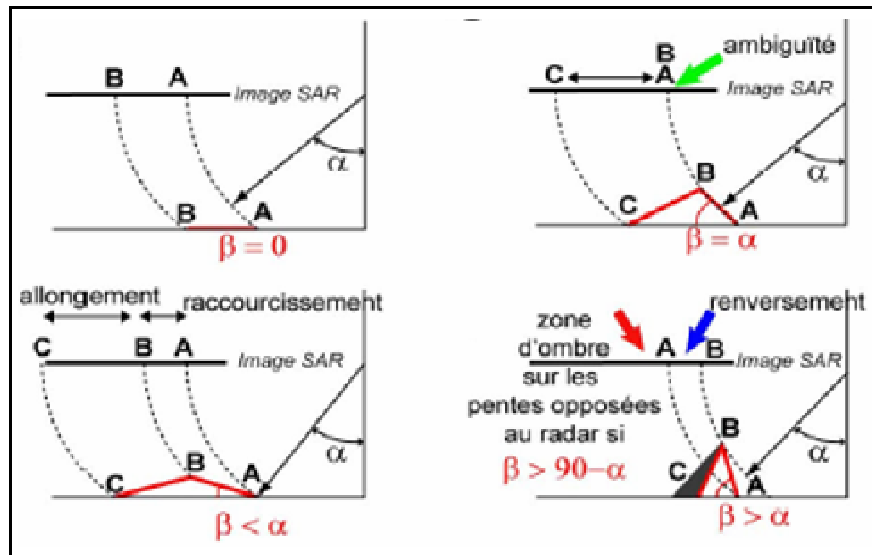 B A
Image SAR
α
B A
β = 0
B
C A
ambiguïté
Image SAR
α
B
C A
β = α
allongement
raccourcissement
C B A
Image SAR
α
B A
C
β < α
zone
d'ombre
sur les
pentes opposées
au radar si
β > 90–α
renversement
A B
Image SAR
α
B
C A
β > α